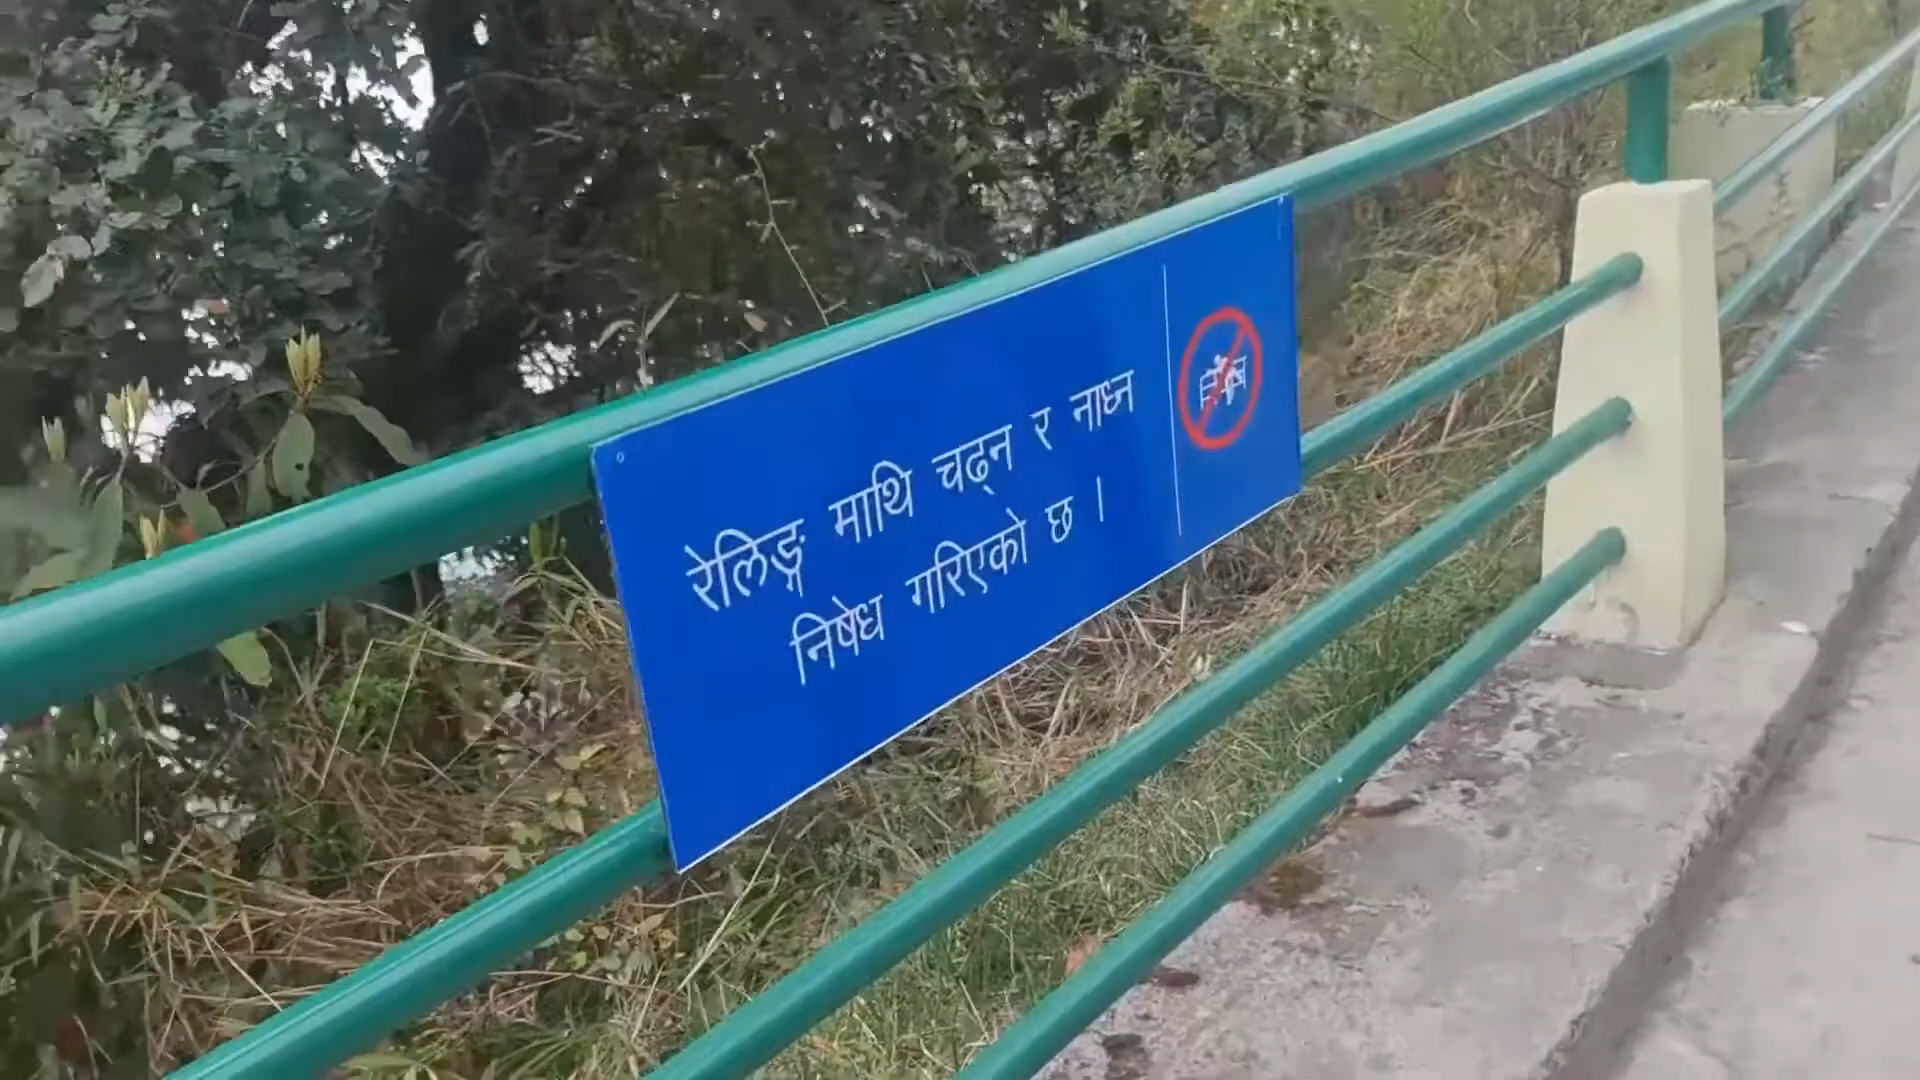 रेलिङ्ग माथि चढ्न र नाध्न
निषेध गरिएको छ ।